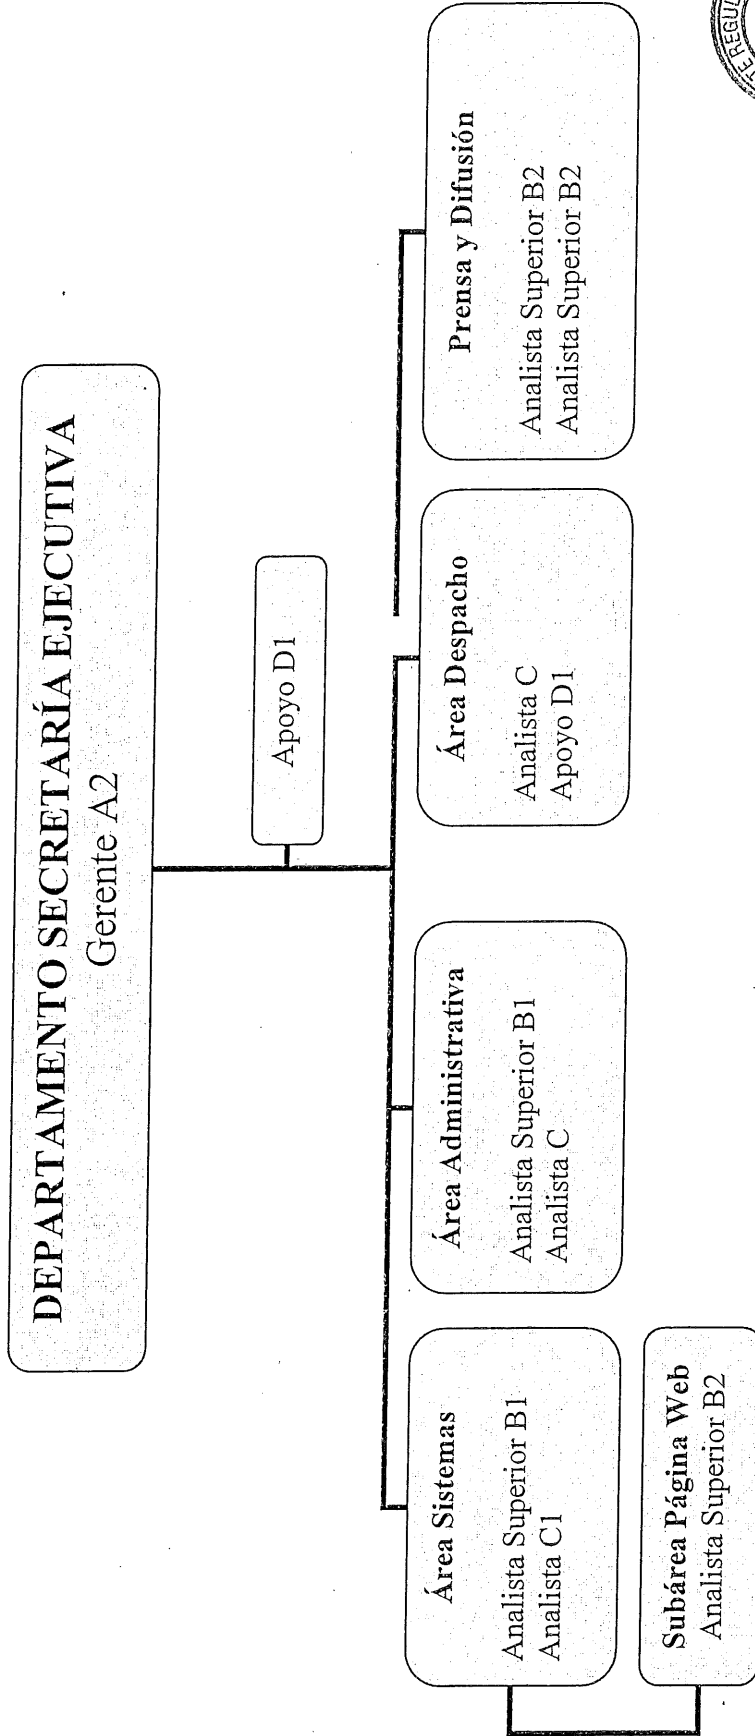 DEPARTAMENTO SECRETARÍA EJECUTIVA
Gerente A2
Apoyo D1
Área Sistemas
Analista Superior B1
Analista C1
Subárea Página Web
Analista Superior B2
Área Administrativa
Analista Superior B1
Analista C
Área Despacho
Analista C
Apoyo D1
Prensa y Difusión
Analista Superior B2
Analista Superior B2